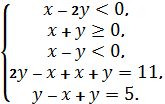 x − 2y < 0,
x + y ≥ 0,
x − y < 0,
2y − x + x + y = 11,
y − x + y = 5.